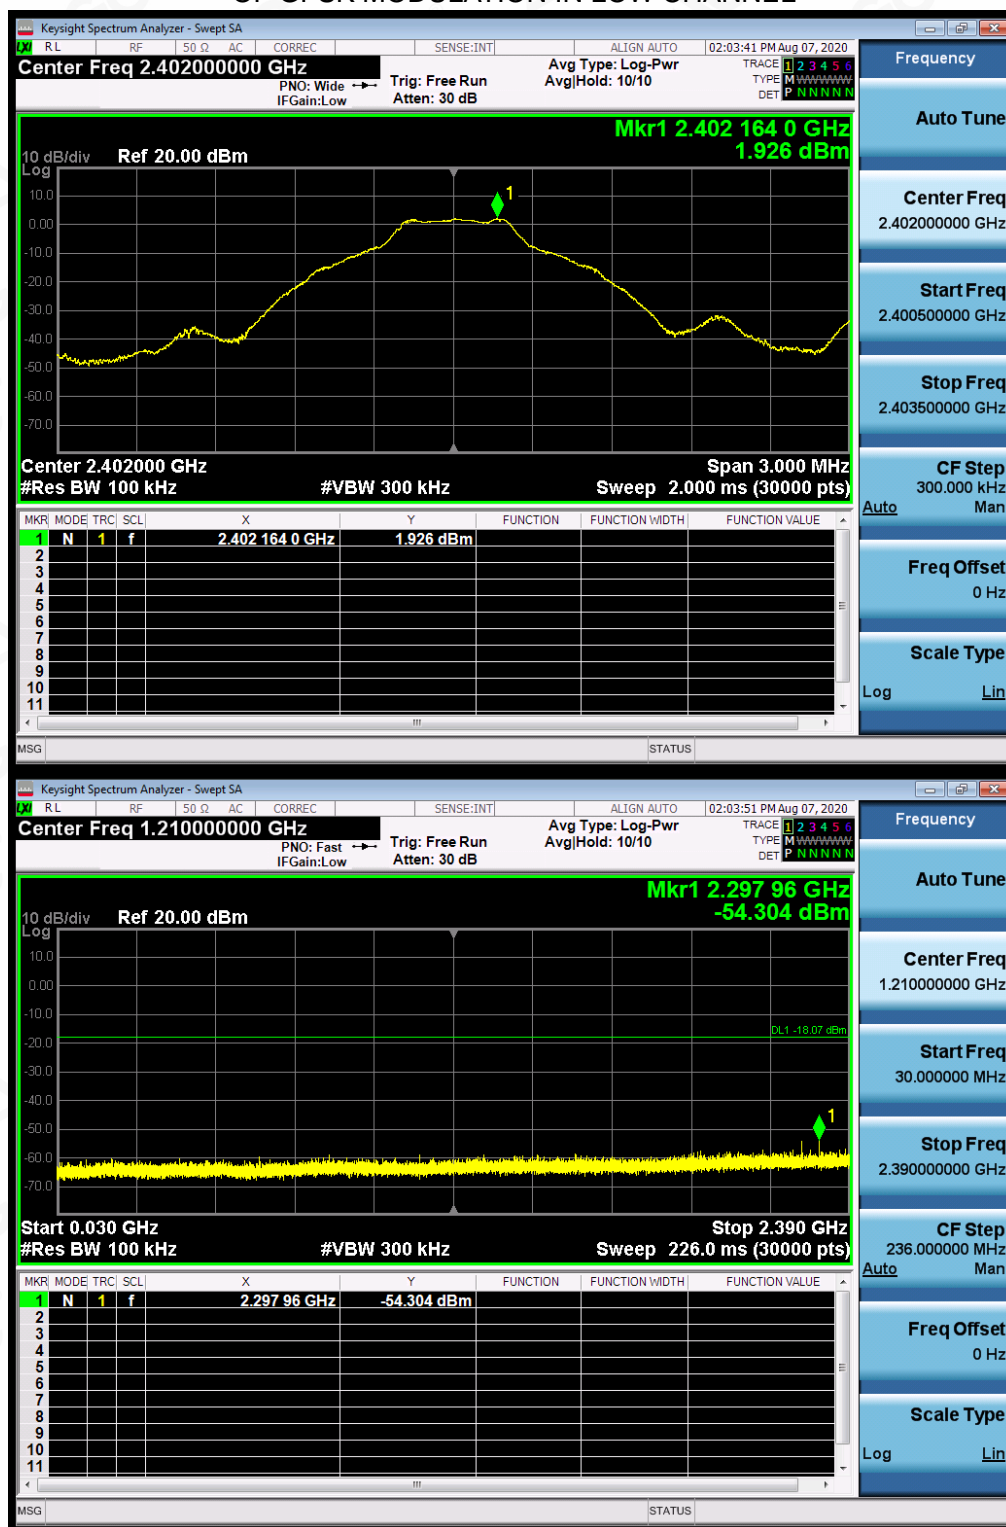 OF GFSK MODULATION IN LOW CHANNEL
Keysight Spectrum Analyzer - Swept SA
LXI RL RF 50 Ω AC CORREC SENSE:INT ALIGN AUTO 02:03:41 PM Aug 07, 2020
Center Freq 2.402000000 GHz Avg Type: Log-Pwr TRACE 1 2 3 4 5 6
PNO: Wide Trig: Free Run Avg|Hold: 10/10 TYPE M WWWWW
IFGain:Low Atten: 30 dB DET P N N N N N
Mkr1 2.402 164 0 GHz
10 dB/div Ref 20.00 dBm 1.926 dBm
Log
10.0
1
0.00
-10.0
-20.0
-30.0
-40.0
-50.0
-60.0
-70.0
Center 2.402000 GHz Span 3.000 MHz
#Res BW 100 kHz #VBW 300 kHz Sweep 2.000 ms (30000 pts)
MKR MODE TRC SCL X Y FUNCTION FUNCTION WIDTH FUNCTION VALUE
1 N 1 f 2.402 164 0 GHz 1.926 dBm
2
3
4
5
6
7
8
9
10
11
MSG STATUS
Frequency
Auto Tune
Center Freq
2.402000000 GHz
Start Freq
2.400500000 GHz
Stop Freq
2.403500000 GHz
CF Step
300.000 kHz
Auto Man
Freq Offset
0 Hz
Scale Type
Log Lin
Keysight Spectrum Analyzer - Swept SA
LXI RL RF 50 Ω AC CORREC SENSE:INT ALIGN AUTO 02:03:51 PM Aug 07, 2020
Center Freq 1.210000000 GHz Avg Type: Log-Pwr TRACE 1 2 3 4 5 6
PNO: Fast Trig: Free Run Avg|Hold: 10/10 TYPE M WWWWW
IFGain:Low Atten: 30 dB DET P N N N N N
Mkr1 2.297 96 GHz
10 dB/div Ref 20.00 dBm -54.304 dBm
Log
10.0
0.00
-10.0
DL1 -18.07 dBm
-20.0
-30.0
-40.0
1
-50.0
-60.0
-70.0
Start 0.030 GHz Stop 2.390 GHz
#Res BW 100 kHz #VBW 300 kHz Sweep 226.0 ms (30000 pts)
MKR MODE TRC SCL X Y FUNCTION FUNCTION WIDTH FUNCTION VALUE
1 N 1 f 2.297 96 GHz -54.304 dBm
2
3
4
5
6
7
8
9
10
11
MSG STATUS
Frequency
Auto Tune
Center Freq
1.210000000 GHz
Start Freq
30.000000 MHz
Stop Freq
2.390000000 GHz
CF Step
236.000000 MHz
Auto Man
Freq Offset
0 Hz
Scale Type
Log Lin